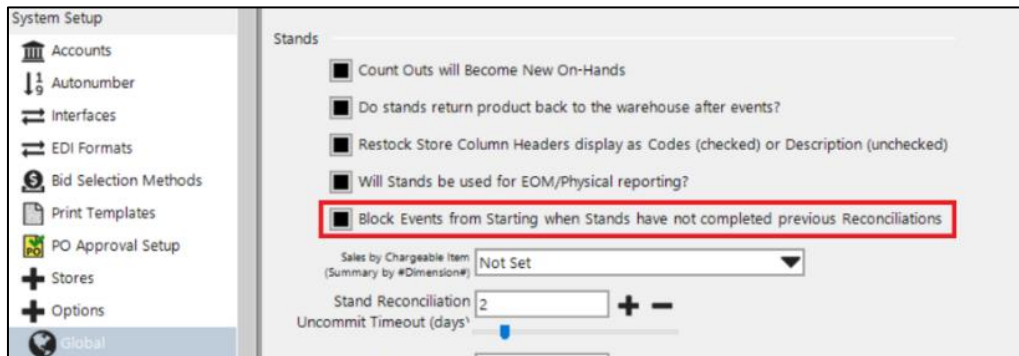 System Setup
Accounts
Autonumber
Interfaces
EDI Formats
Bid Selection Methods
Print Templates
PO Approval Setup
Stores
Options
Global
Stands
Count Outs will Become New On-Hands
Do stands return product back to the warehouse after events?
Restock Store Column Headers display as Codes (checked) or Description (unchecked)
Will Stands be used for EOM/Physical reporting?
Block Events from Starting when Stands have not completed previous Reconciliations
Sales by Chargeable Item
(Summary by #Dimension#)
Not Set
Stand Reconciliation
Uncommit Timeout (days)
2